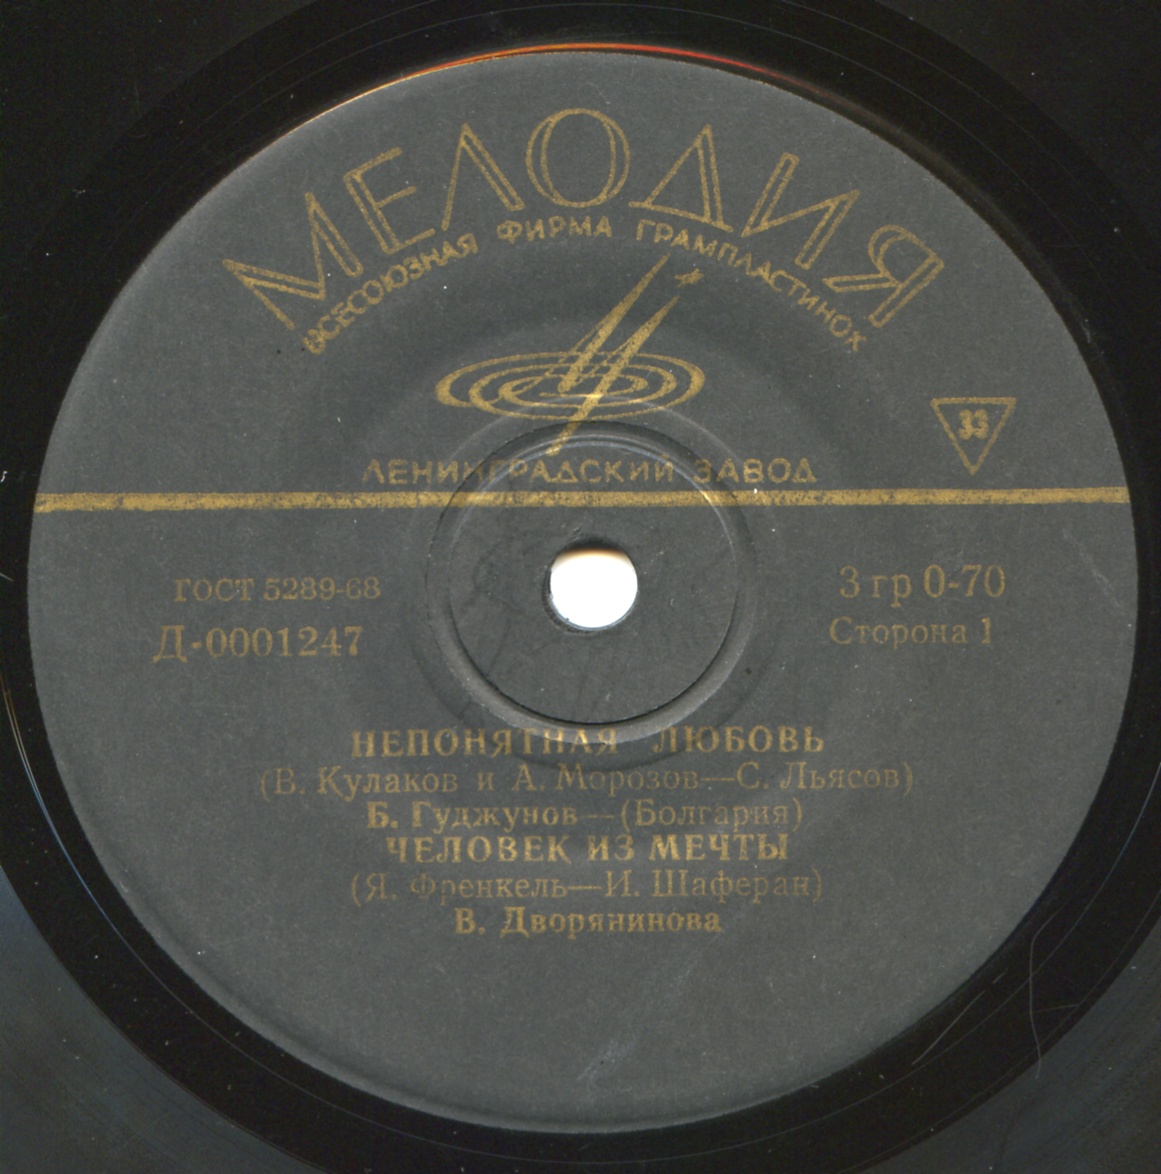 МЕЛОДИЯ
ВСЕСОЮЗНАЯ ФИРМА ГРАМПЛАСТИНОК
33
ЛЕНИНГРАДСКИЙ ЗАВОД
ГОСТ 5289-68
3 гр 0-70
Д-0001247
Сторона 1
НЕПОНЯТНАЯ ЛЮБОВЬ
(В. Кулаков и А. Морозов—С. Льясов)
Б. Гуджунов—(Болгария)
ЧЕЛОВЕК ИЗ МЕЧТЫ
(Я. Френкель—И. Шаферан)
В. Дворянинова